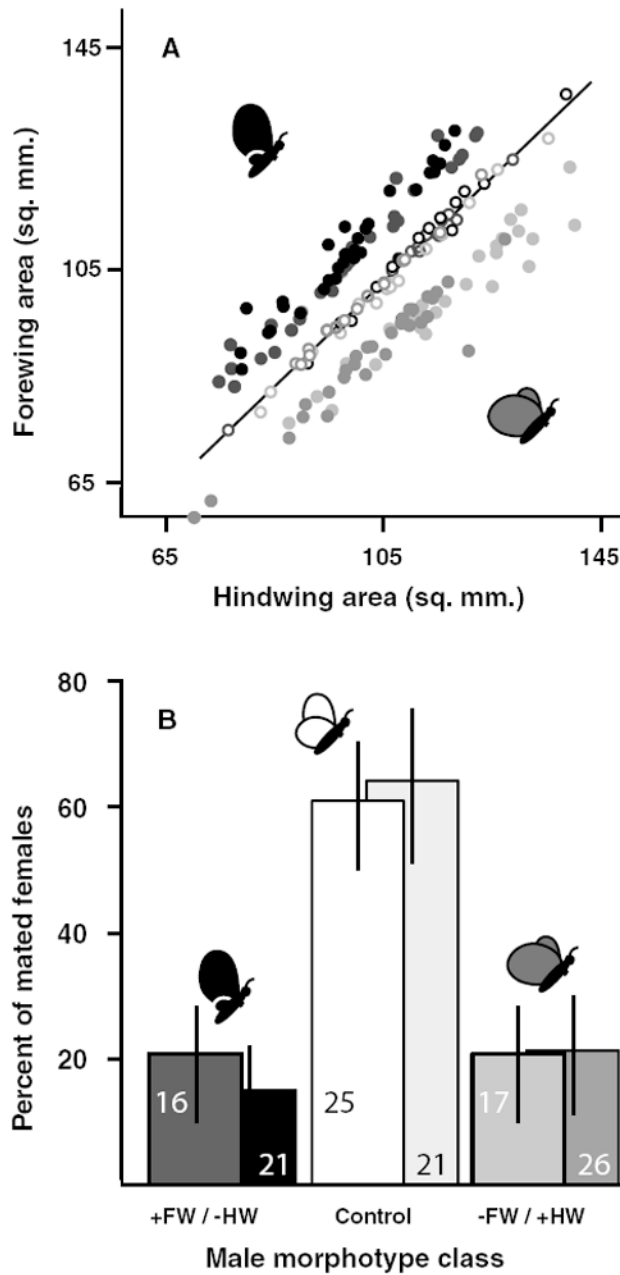 145
A
105
65
Forewing area (sq. mm.)
65 105 145
Hindwing area (sq. mm.)
80
B
60
40
20
Percent of mated females
16 21 25 21 17 26
+FW / -HW Control -FW / +HW
Male morphotype class